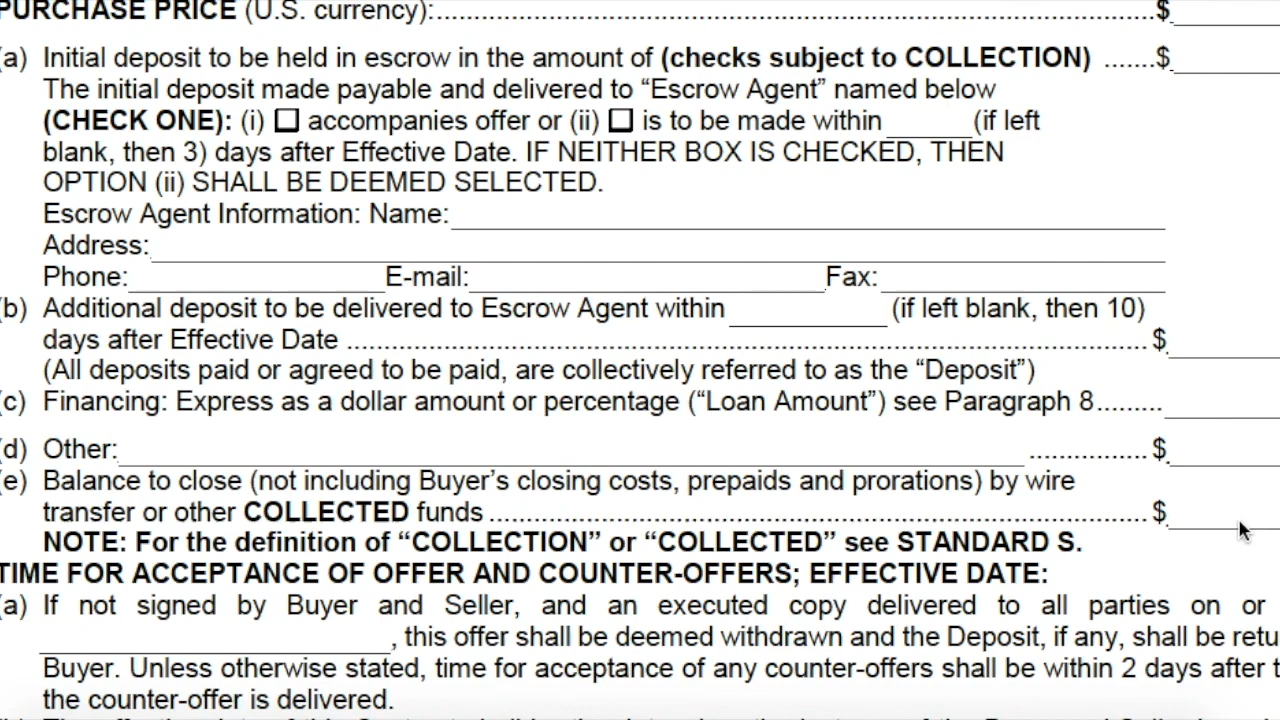 PURCHASE PRICE (U.S. currency):..........................................................................................$
(a) Initial deposit to be held in escrow in the amount of (checks subject to COLLECTION) .......$
The initial deposit made payable and delivered to “Escrow Agent” named below
(CHECK ONE): (i) ☐ accompanies offer or (ii) ☐ is to be made within ______(if left
blank, then 3) days after Effective Date. IF NEITHER BOX IS CHECKED, THEN
OPTION (ii) SHALL BE DEEMED SELECTED.
Escrow Agent Information: Name:
Address:
Phone: E-mail: Fax:
(b) Additional deposit to be delivered to Escrow Agent within ___________ (if left blank, then 10)
days after Effective Date ..........................................................................................$
(All deposits paid or agreed to be paid, are collectively referred to as the “Deposit”)
(c) Financing: Express as a dollar amount or percentage (“Loan Amount”) see Paragraph 8.........
(d) Other: ................$
(e) Balance to close (not including Buyer’s closing costs, prepaids and prorations) by wire
transfer or other COLLECTED funds ..........................................................................$
NOTE: For the definition of “COLLECTION” or “COLLECTED” see STANDARD S.
TIME FOR ACCEPTANCE OF OFFER AND COUNTER-OFFERS; EFFECTIVE DATE:
(a) If not signed by Buyer and Seller, and an executed copy delivered to all parties on or
, this offer shall be deemed withdrawn and the Deposit, if any, shall be retu
Buyer. Unless otherwise stated, time for acceptance of any counter-offers shall be within 2 days after t
the counter-offer is delivered.